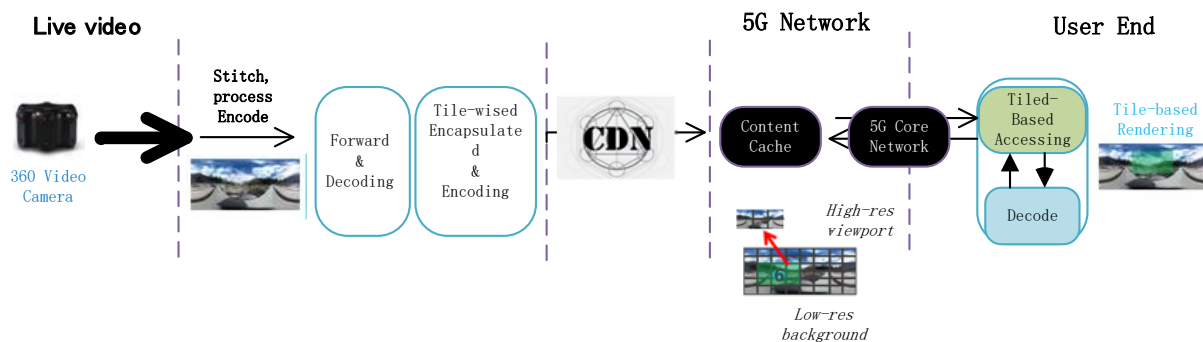 Live video
5G Network
User End
Stitch,
process
Encode
360 Video
Camera
Forward
&
Decoding
Tile-wised
Encapsulate
d
&
Encoding
CDN
Content
Cache
5G Core
Network
Tiled-
Based
Accessing
Decode
Tile-based
Rendering
High-res
viewport
6
Low-res
background